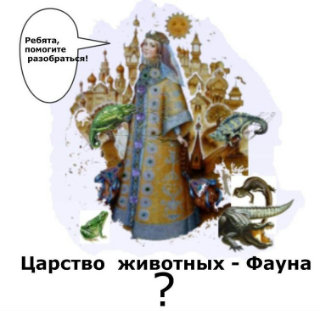 Ребята,
помогите
разобраться!
Царство животных - Фауна
?